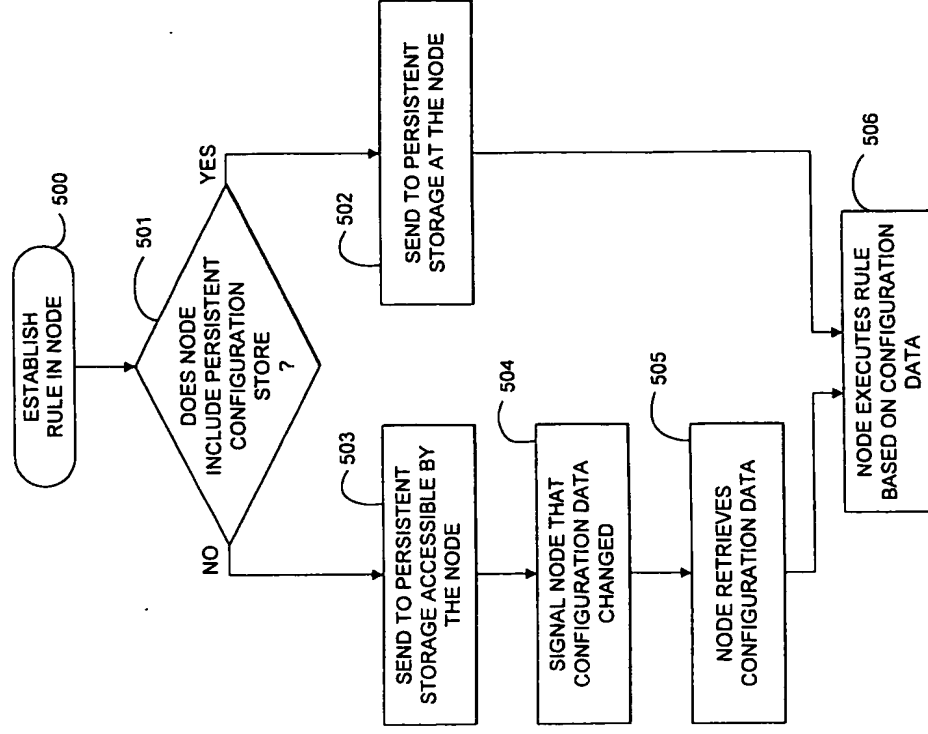 ESTABLISH
RULE IN NODE
500
DOES NODE
INCLUDE PERSISTENT
CONFIGURATION
STORE
?
501
YES
NO
SEND TO PERSISTENT
STORAGE AT THE NODE
502
SEND TO PERSISTENT
STORAGE ACCESSIBLE BY
THE NODE
503
SIGNAL NODE THAT
CONFIGURATION DATA
CHANGED
504
NODE RETRIEVES
CONFIGURATION DATA
505
NODE EXECUTES RULE
BASED ON CONFIGURATION
DATA
506